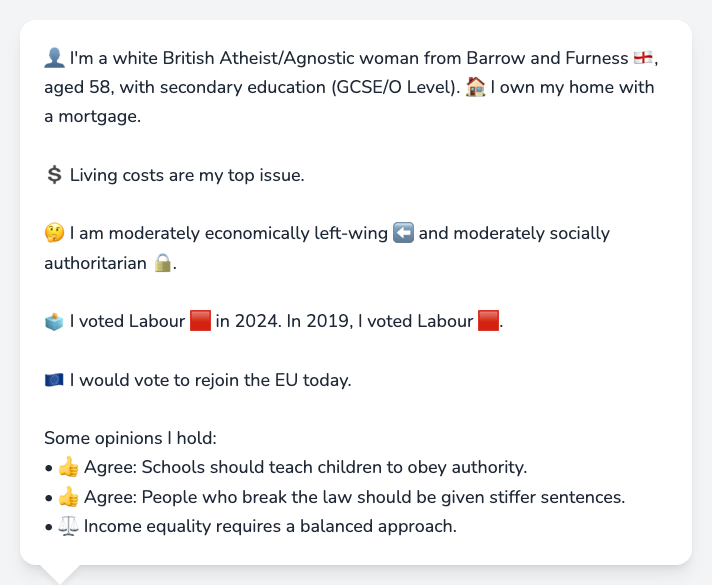 👤 I'm a white British Atheist/Agnostic woman from Barrow and Furness 🏴󠁧󠁢󠁥󠁮󠁧󠁿,
aged 58, with secondary education (GCSE/O Level). 🏠 I own my home with
a mortgage.
💲 Living costs are my top issue.
🤔 I am moderately economically left-wing ⬅️ and moderately socially
authoritarian 🔒.
🗳️ I voted Labour 🟥 in 2024. In 2019, I voted Labour 🟥.
🇪🇺 I would vote to rejoin the EU today.
Some opinions I hold:
• 👍 Agree: Schools should teach children to obey authority.
• 👍 Agree: People who break the law should be given stiffer sentences.
• ⚖️ Income equality requires a balanced approach.